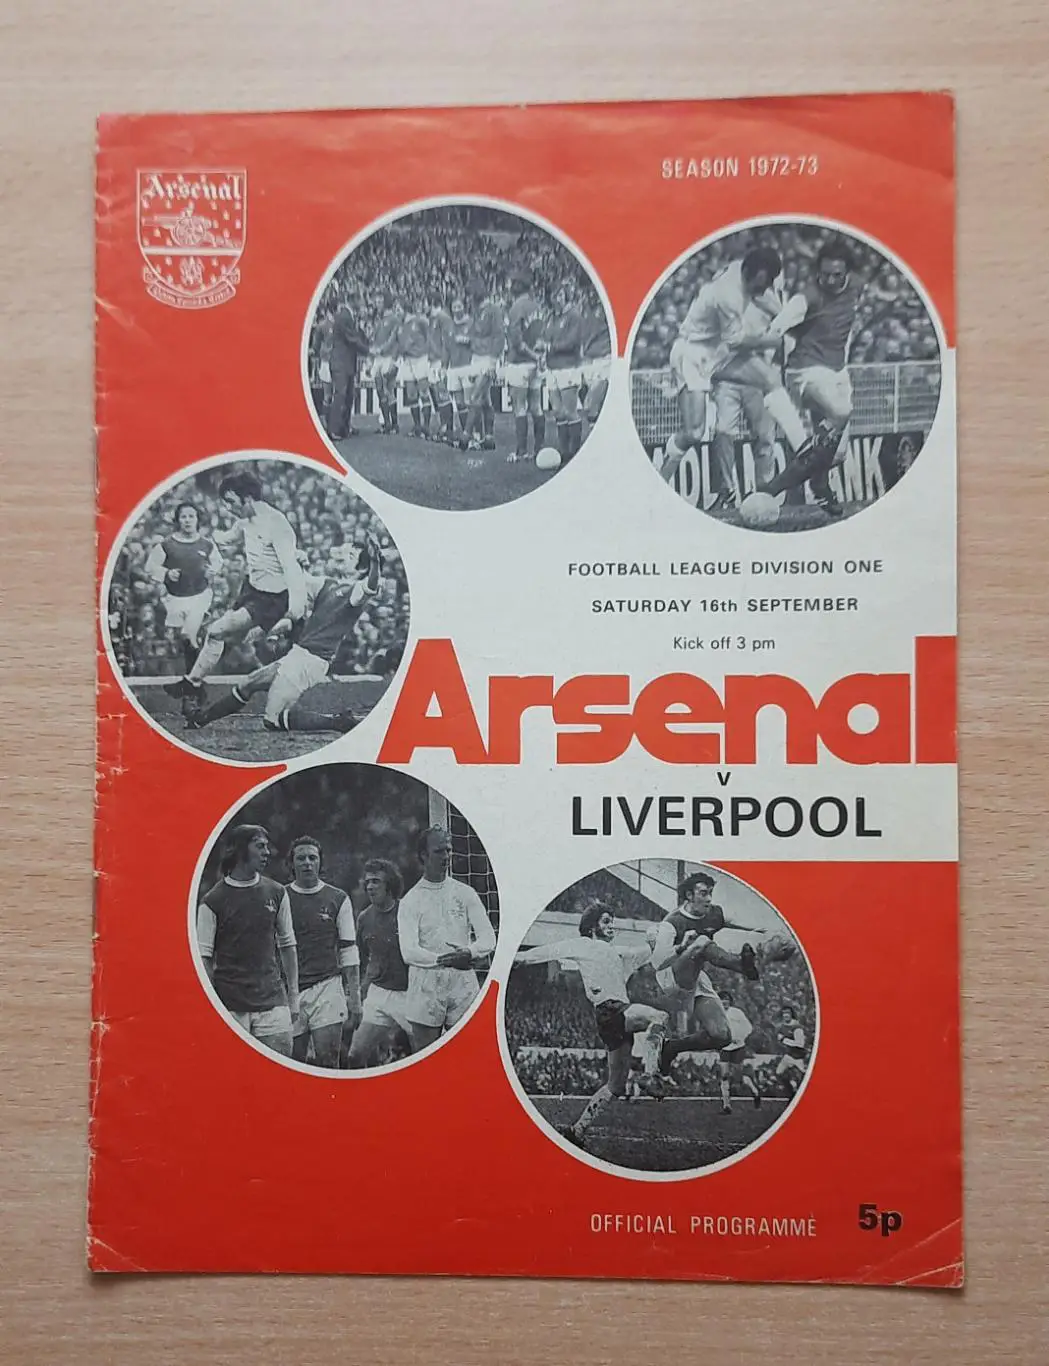 Arsenal
SEASON 1972-73
BANK
FOOTBALL LEAGUE DIVISION ONE
SATURDAY 16th SEPTEMBER
Kick off 3 pm
Arsenal
v
LIVERPOOL
OFFICIAL PROGRAMME 5p